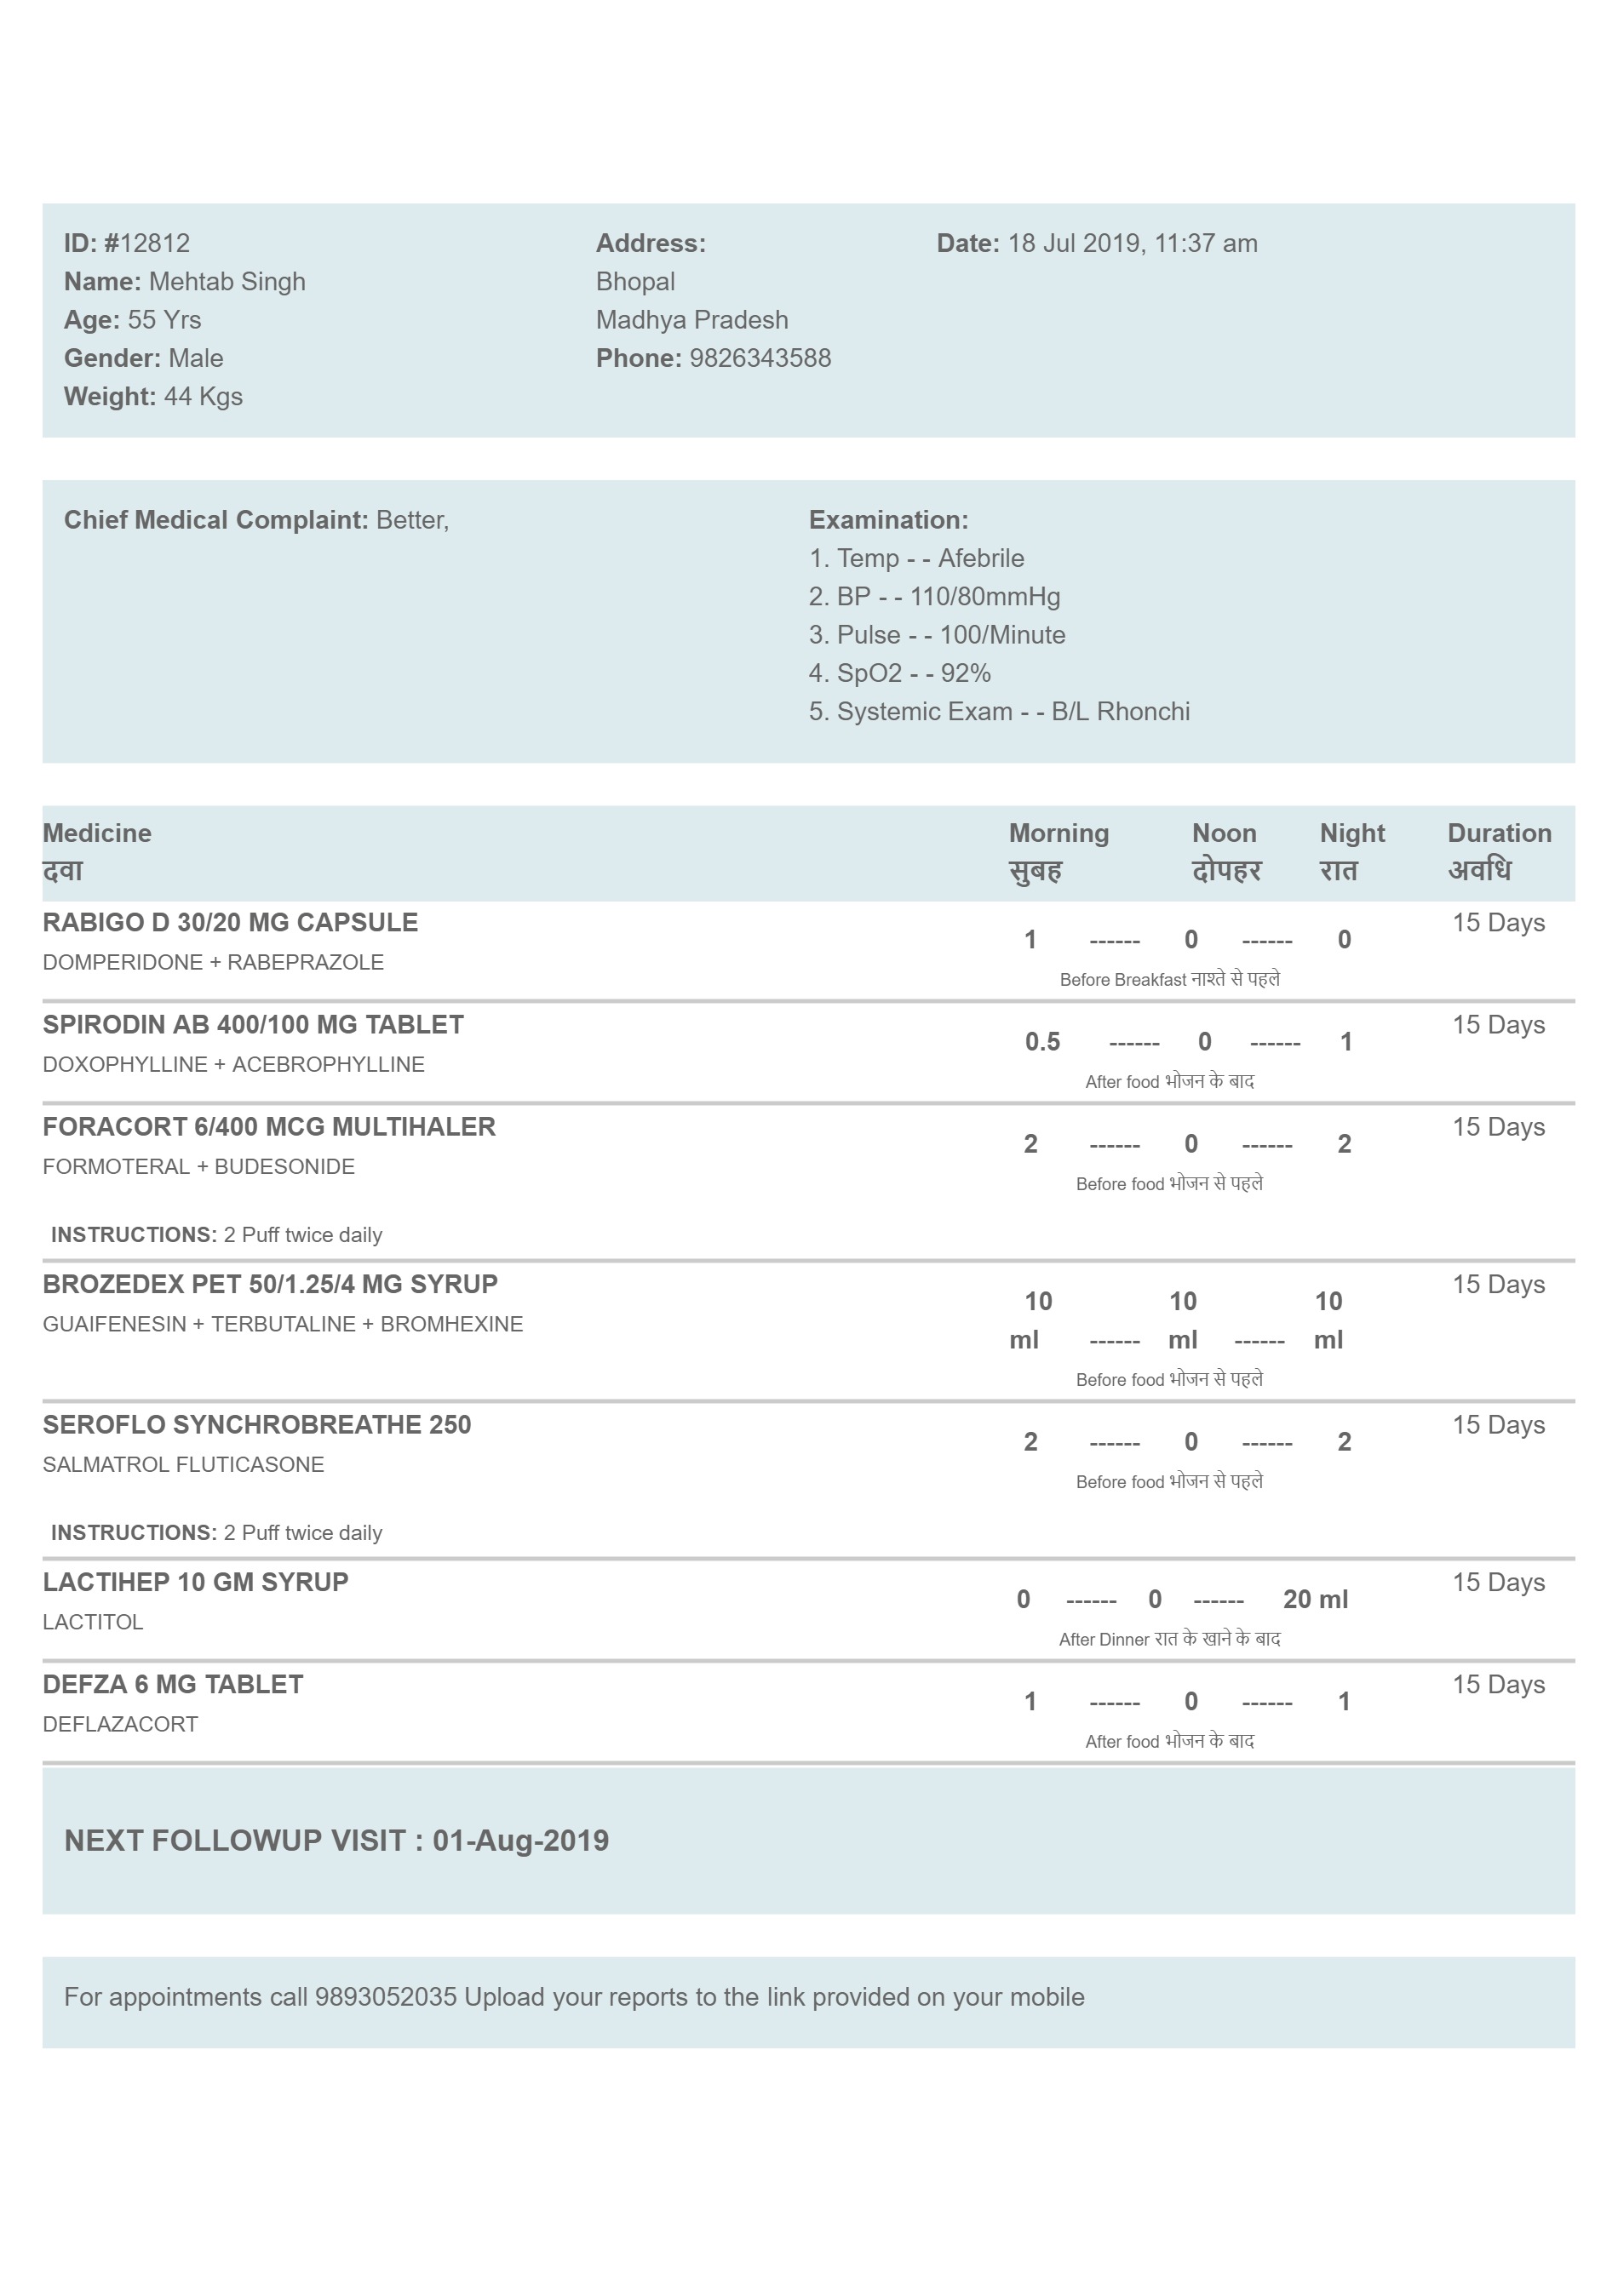 ID: #12812
Name: Mehtab Singh
Age: 55 Yrs
Gender: Male
Weight: 44 Kgs
Address:
Bhopal
Madhya Pradesh
Phone: 9826343588
Date: 18 Jul 2019, 11:37 am
Chief Medical Complaint: Better,
Examination:
1. Temp - - Afebrile
2. BP - - 110/80mmHg
3. Pulse - - 100/Minute
4. SpO2 - - 92%
5. Systemic Exam - - B/L Rhonchi
Medicine Morning Noon Night Duration
दवा सुबह दोपहर रात अवधि
RABIGO D 30/20 MG CAPSULE 15 Days
1 ------ 0 ------ 0
DOMPERIDONE + RABEPRAZOLE
Before Breakfast नाश्ते से पहले
SPIRODIN AB 400/100 MG TABLET 15 Days
0.5 ------ 0 ------ 1
DOXOPHYLLINE + ACEBROPHYLLINE
After food भोजन के बाद
FORACORT 6/400 MCG MULTIHALER 15 Days
2 ------ 0 ------ 2
FORMOTERAL + BUDESONIDE
Before food भोजन से पहले
INSTRUCTIONS: 2 Puff twice daily
BROZEDEX PET 50/1.25/4 MG SYRUP 15 Days
10 10 10
GUAIFENESIN + TERBUTALINE + BROMHEXINE
ml ------ ml ------ ml
Before food भोजन से पहले
SEROFLO SYNCHROBREATHE 250 15 Days
2 ------ 0 ------ 2
SALMATROL FLUTICASONE
Before food भोजन से पहले
INSTRUCTIONS: 2 Puff twice daily
LACTIHEP 10 GM SYRUP 15 Days
0 ------ 0 ------ 20 ml
LACTITOL
After Dinner रात के खाने के बाद
DEFZA 6 MG TABLET 15 Days
1 ------ 0 ------ 1
DEFLAZACORT
After food भोजन के बाद
NEXT FOLLOWUP VISIT : 01-Aug-2019
For appointments call 9893052035 Upload your reports to the link provided on your mobile